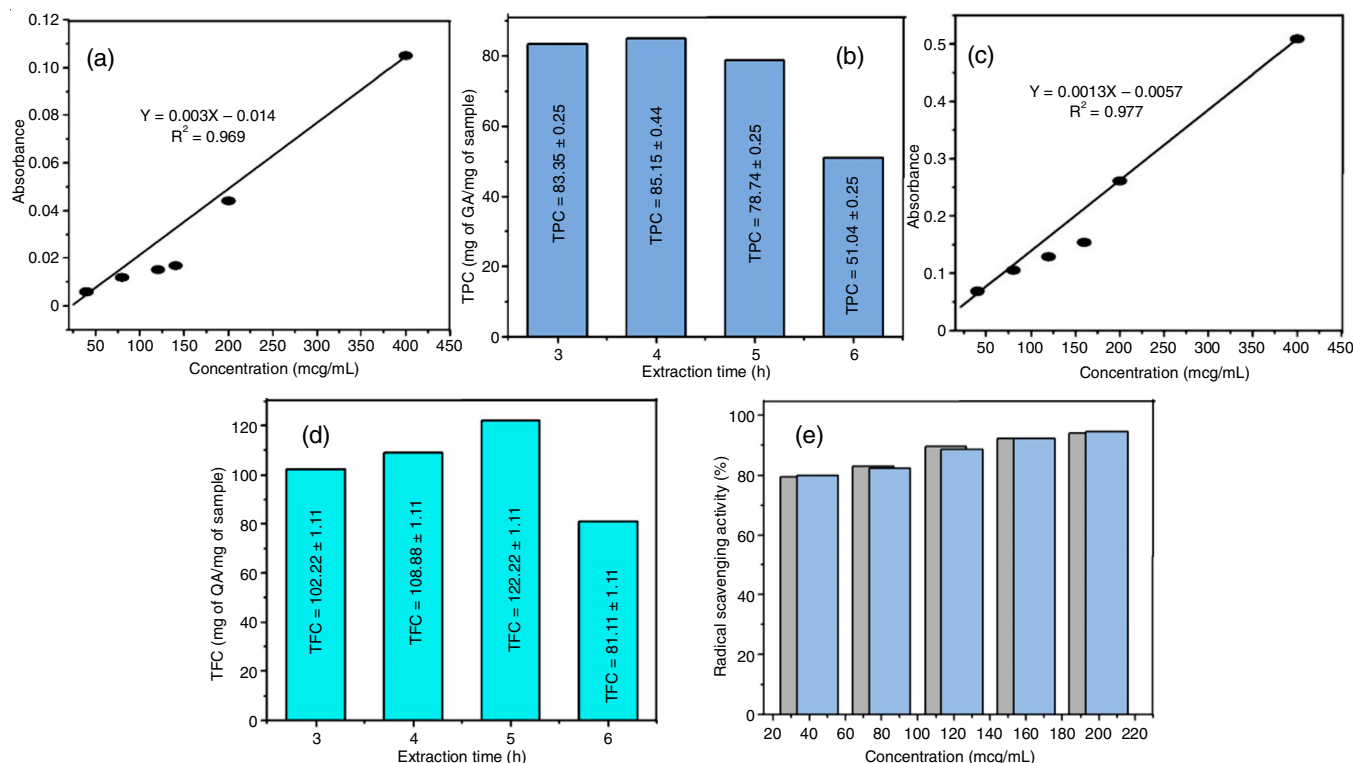 (a)
Y = 0.003X – 0.014
R² = 0.969
0.12
0.10
0.08
0.06
0.04
0.02
0
Absorbance
50 100 150 200 250 300 350 400 450
Concentration (mcg/mL)
(b)
80
60
40
20
0
TPC (mg of GA/mg of sample)
TPC = 83.35 ± 0.25
TPC = 85.15 ± 0.44
TPC = 78.74 ± 0.25
TPC = 51.04 ± 0.25
3 4 5 6
Extraction time (h)
(c)
Y = 0.0013X – 0.0057
R² = 0.977
0.5
0.4
0.3
0.2
0.1
0
Absorbance
50 100 150 200 250 300 350 400 450
Concentration (mcg/mL)
(d)
120
100
80
60
40
20
0
TFC (mg of QA/mg of sample)
TFC = 102.22 ± 1.11
TFC = 108.88 ± 1.11
TFC = 122.22 ± 1.11
TFC = 81.11 ± 1.11
3 4 5 6
Extraction time (h)
(e)
100
80
60
40
20
0
Radical scavenging activity (%)
20 40 60 80 100 120 140 160 180 200 220
Concentration (mcg/mL)